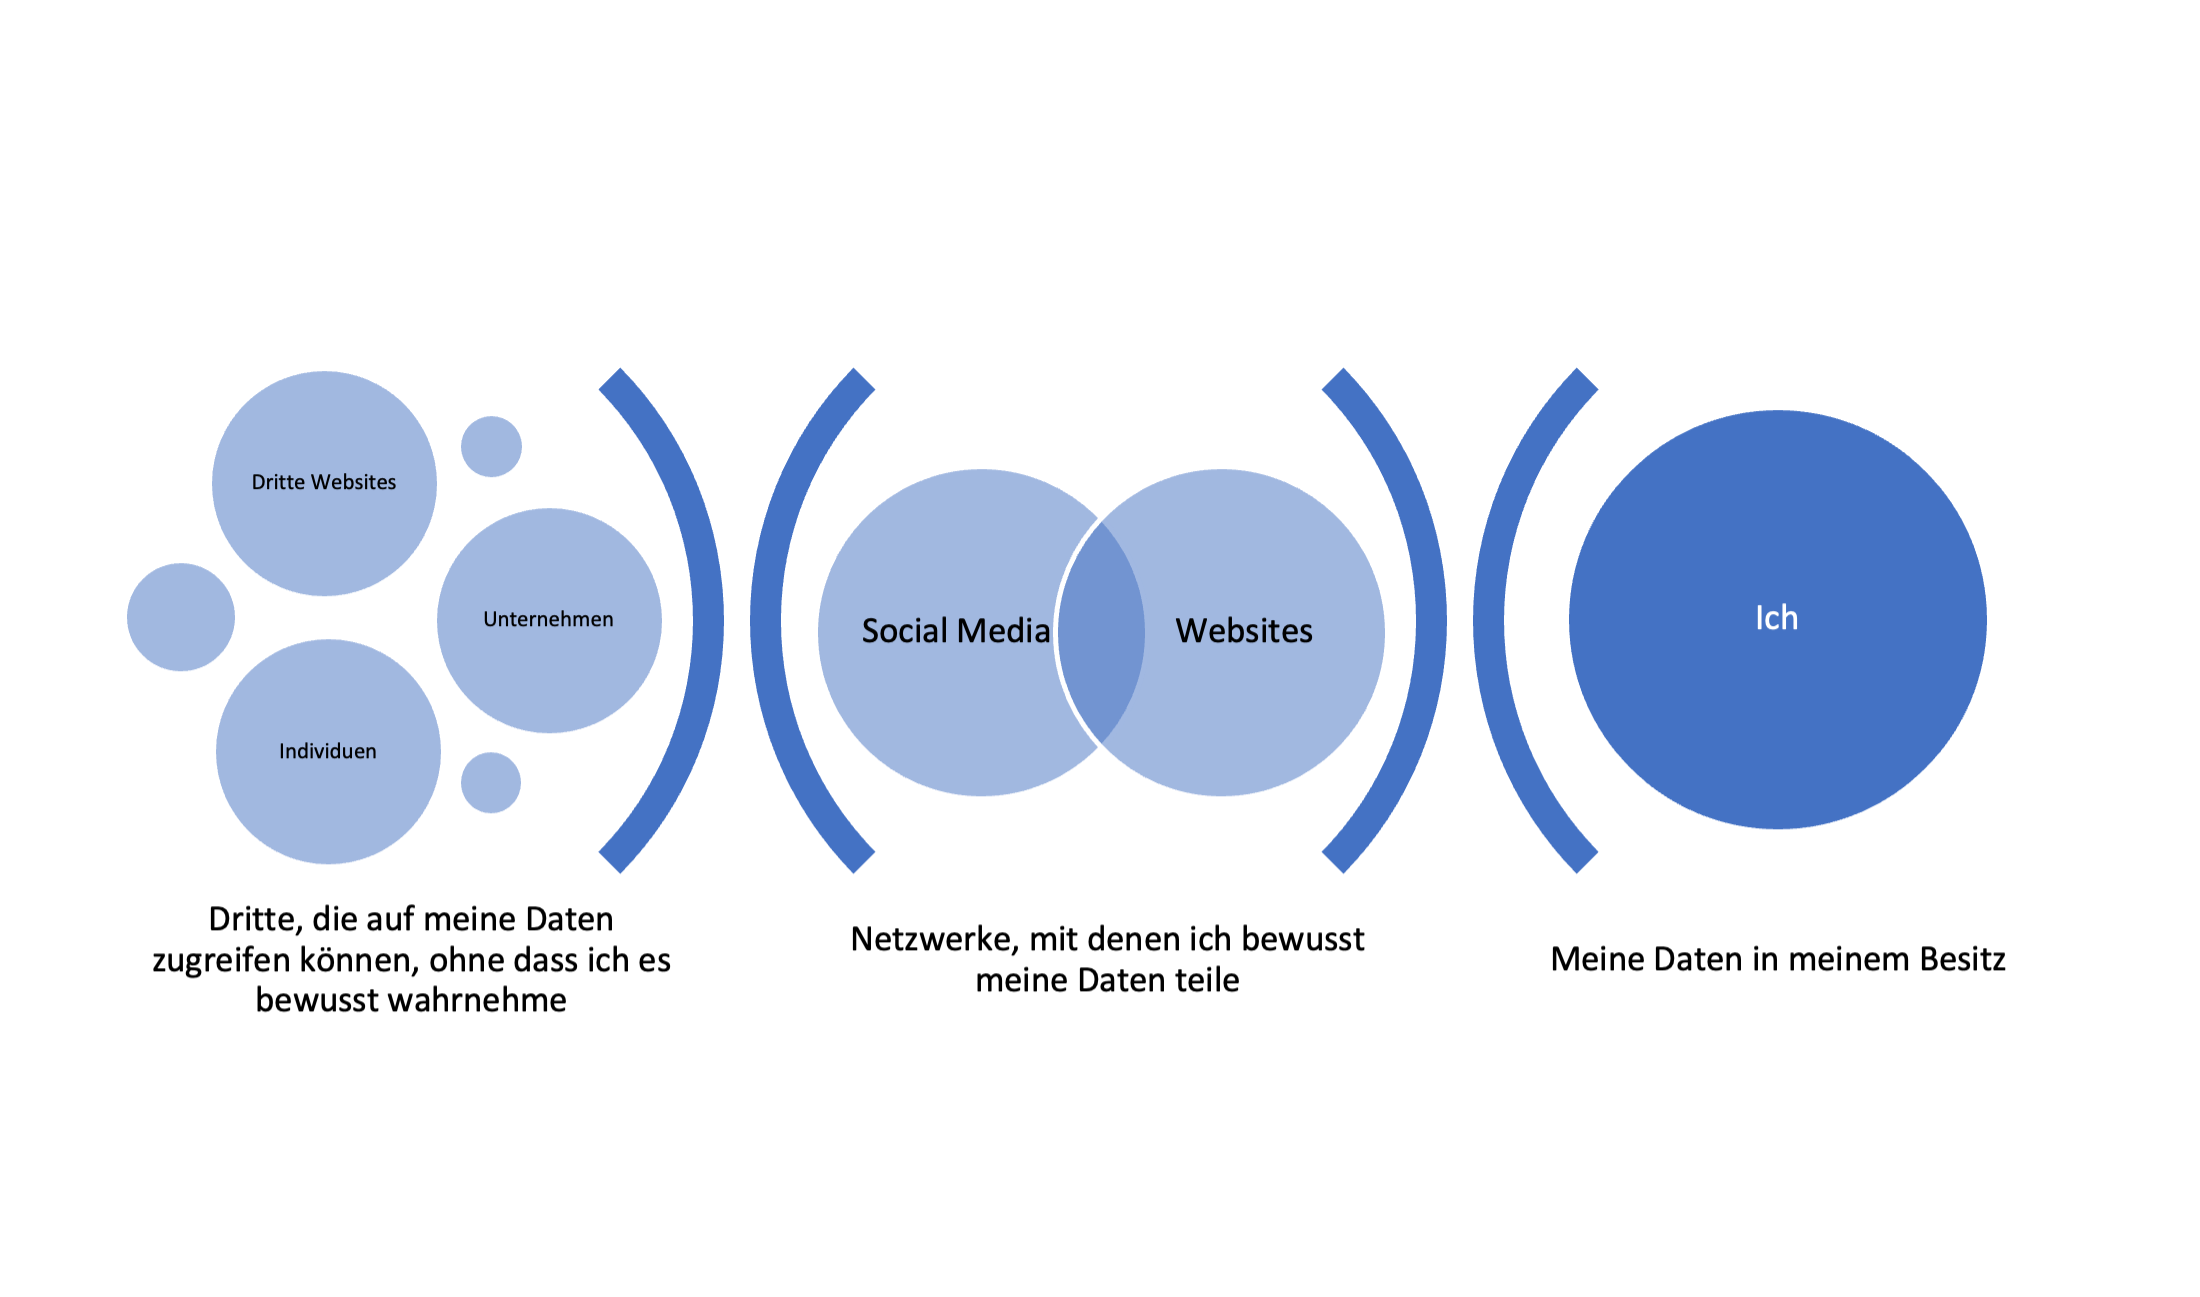 Dritte Websites
Unternehmen
Individuen
Dritte, die auf meine Daten
zugreifen können, ohne dass ich es
bewusst wahrnehme
Social Media
Websites
Netzwerke, mit denen ich bewusst
meine Daten teile
Ich
Meine Daten in meinem Besitz